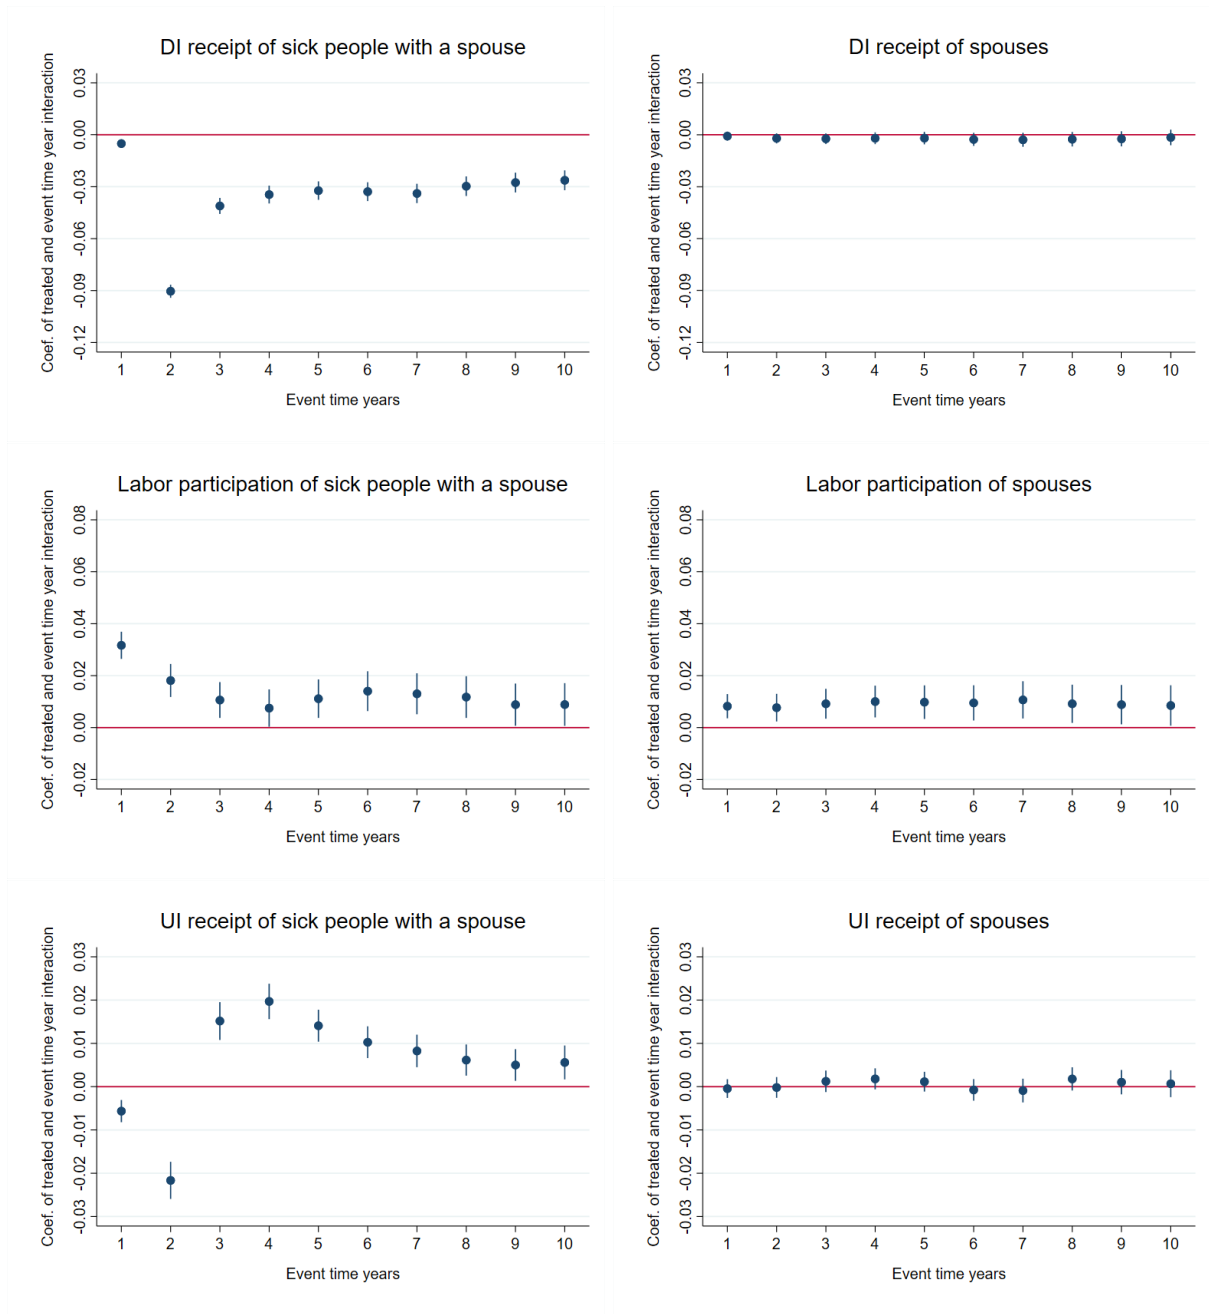 DI receipt of sick people with a spouse
Coef. of treated and event time year interaction
0.03
0.00
-0.03
-0.06
-0.09
-0.12
1 2 3 4 5 6 7 8 9 10
Event time years
DI receipt of spouses
Coef. of treated and event time year interaction
0.03
0.00
-0.03
-0.06
-0.09
-0.12
1 2 3 4 5 6 7 8 9 10
Event time years
Labor participation of sick people with a spouse
Coef. of treated and event time year interaction
0.08
0.06
0.04
0.02
0.00
-0.02
1 2 3 4 5 6 7 8 9 10
Event time years
Labor participation of spouses
Coef. of treated and event time year interaction
0.08
0.06
0.04
0.02
0.00
-0.02
1 2 3 4 5 6 7 8 9 10
Event time years
UI receipt of sick people with a spouse
Coef. of treated and event time year interaction
0.03
0.02
0.01
0.00
-0.01
-0.02
-0.03
1 2 3 4 5 6 7 8 9 10
Event time years
UI receipt of spouses
Coef. of treated and event time year interaction
0.03
0.02
0.01
0.00
-0.01
-0.02
-0.03
1 2 3 4 5 6 7 8 9 10
Event time years